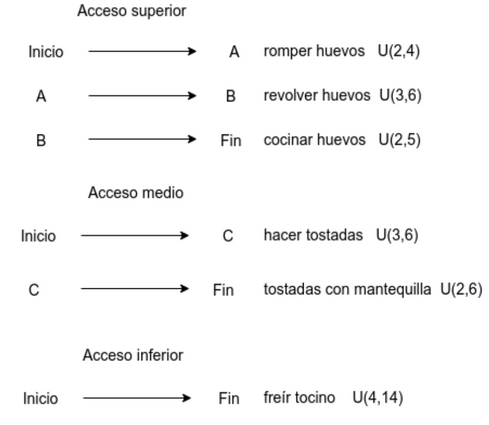 Acceso superior
Inicio A romper huevos U(2,4)
A B revolver huevos U(3,6)
B Fin cocinar huevos U(2,5)
Acceso medio
Inicio C hacer tostadas U(3,6)
C Fin tostadas con mantequilla U(2,6)
Acceso inferior
Inicio Fin freír tocino U(4,14)